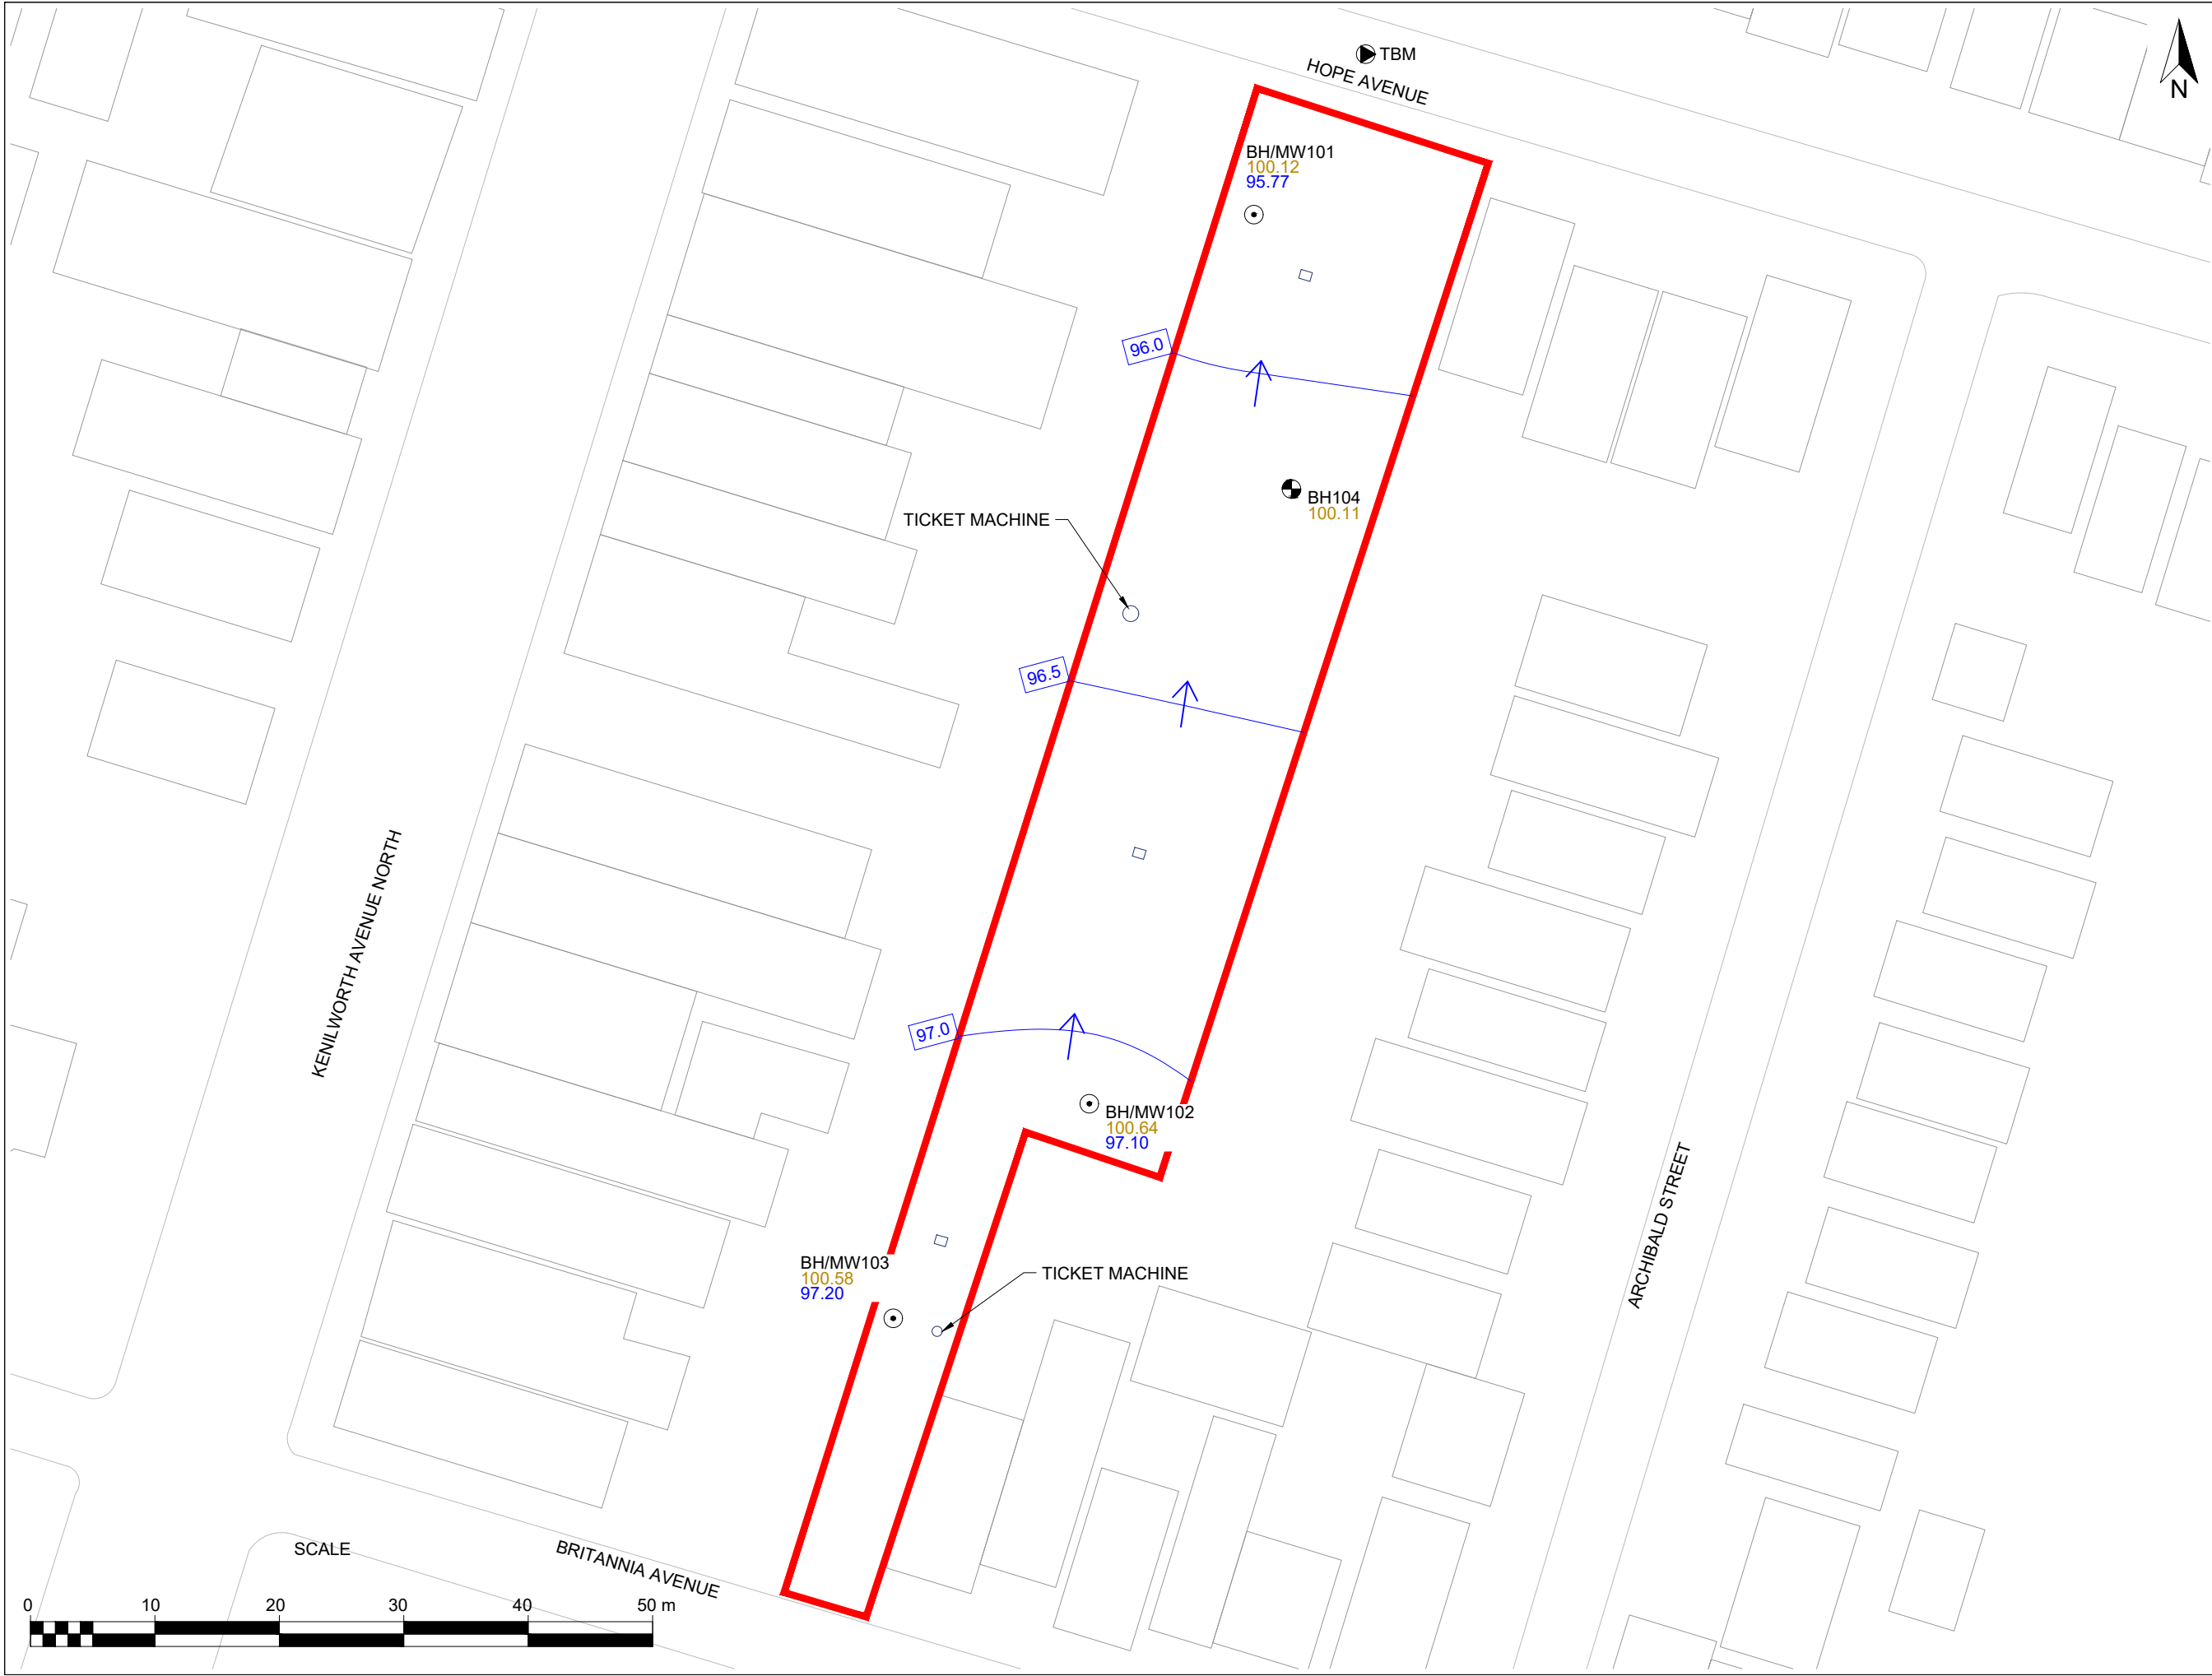 TBM
HOPE AVENUE
N
BH/MW101
100.12
95.77
96.0
BH104
100.11
TICKET MACHINE
96.5
KENILWORTH AVENUE NORTH
97.0
BH/MW102
100.64
97.10
ARCHIBALD STREET
BH/MW103
100.58
97.20
TICKET MACHINE
SCALE
BRITANNIA AVENUE
0 10 20 30 40 50 m